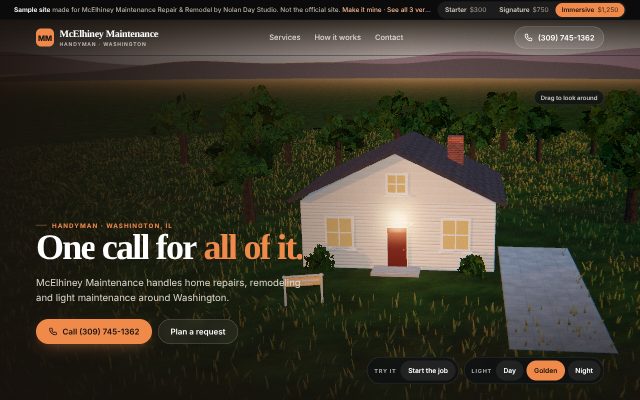 Sample site made for McElhiney Maintenance Repair & Remodel by Nolan Day Studio. Not the official site. Make it mine · See all 3 ver...
Starter $300 Signature $750 Immersive $1,250
MM McElhiney Maintenance
HANDYMAN · WASHINGTON
Services How it works Contact
(309) 745-1362
Drag to look around
HANDYMAN · WASHINGTON, IL
One call for all of it.
McElhiney Maintenance handles home repairs, remodeling
and light maintenance around Washington.
Call (309) 745-1362 Plan a request
TRY IT Start the job LIGHT Day Golden Night